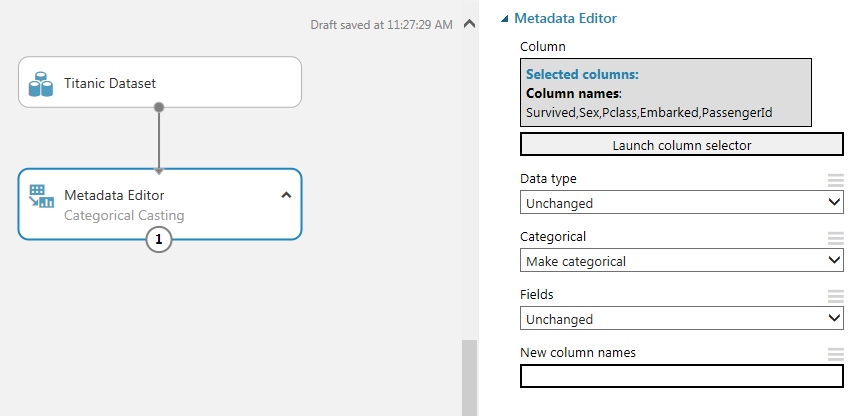 Draft saved at 11:27:29 AM
Titanic Dataset
Metadata Editor
Categorical Casting
1
Metadata Editor
Column
Selected columns:
Column names:
Survived,Sex,Pclass,Embarked,PassengerId
Launch column selector
Data type
Unchanged
Categorical
Make categorical
Fields
Unchanged
New column names